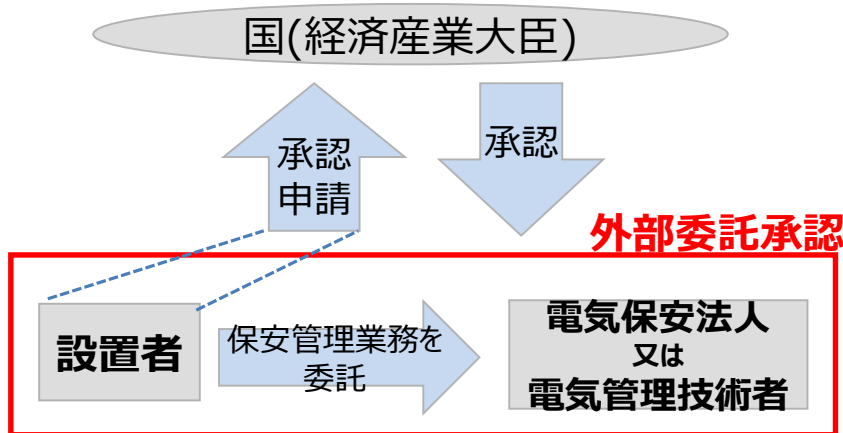 国(経済産業大臣)
承認
申請
承認
外部委託承認
設置者
保安管理業務を
委託
電気保安法人
又は
電気管理技術者